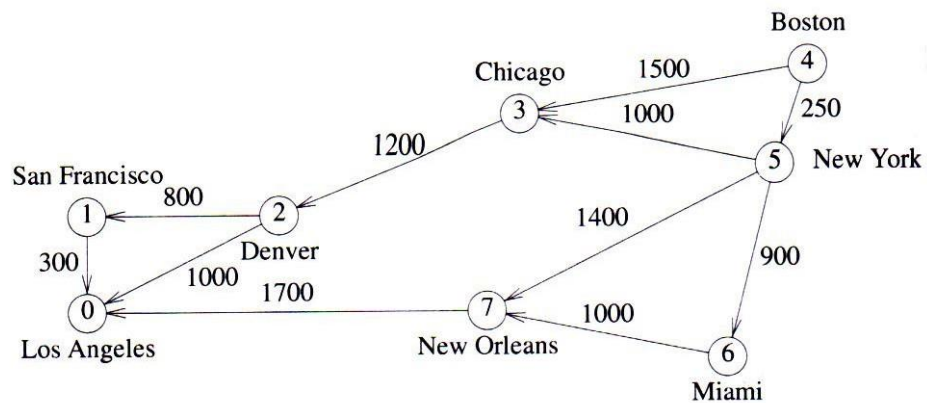 Boston
4
1500
Chicago
3
1000
250
5
New York
1200
San Francisco
800
1
2
Denver
1400
900
300
1000
1700
0
Los Angeles
7
New Orleans
1000
6
Miami